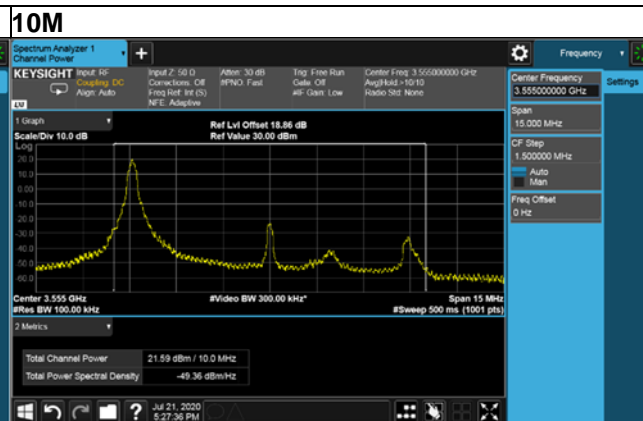 10M
Spectrum Analyzer 1
Channel Power
+
Frequency
KEYSIGHT
Input: RF
Coupling: DC
Align: Auto
Input Z: 50 Ω
Corrections: Off
Freq Ref: Int (S)
NFE: Adaptive
Atten: 30 dB
#PNO: Fast
Trig: Free Run
Gate: Off
#IF Gain: Low
Center Freq: 3.555000000 GHz
Avg|Hold >10/10
Radio Std: None
Center Frequency
3.555000000 GHz
Settings
Span
15.000 MHz
CF Step
1.500000 MHz
Auto
Man
Freq Offset
0 Hz
1 Graph
Scale/Div 10.0 dB
Ref Lvl Offset 18.86 dB
Ref Value 30.00 dBm
Log
20.0
10.0
0.00
-10.0
-20.0
-30.0
-40.0
-50.0
-60.0
Center 3.555 GHz
#Video BW 300.00 kHz*
Span 15 MHz
#Res BW 100.00 kHz
#Sweep 500 ms (1001 pts)
2 Metrics
Total Channel Power 21.59 dBm / 10.0 MHz
Total Power Spectral Density -49.36 dBm/Hz
?
Jul 21, 2020
5:27:36 PM